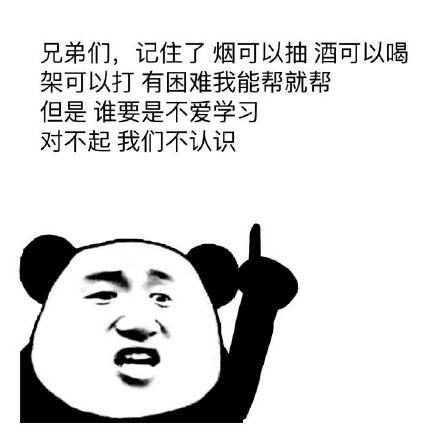 兄弟们，记住了 烟可以抽 酒可以喝
架可以打 有困难我能帮就帮
但是 谁要是不爱学习
对不起 我们不认识